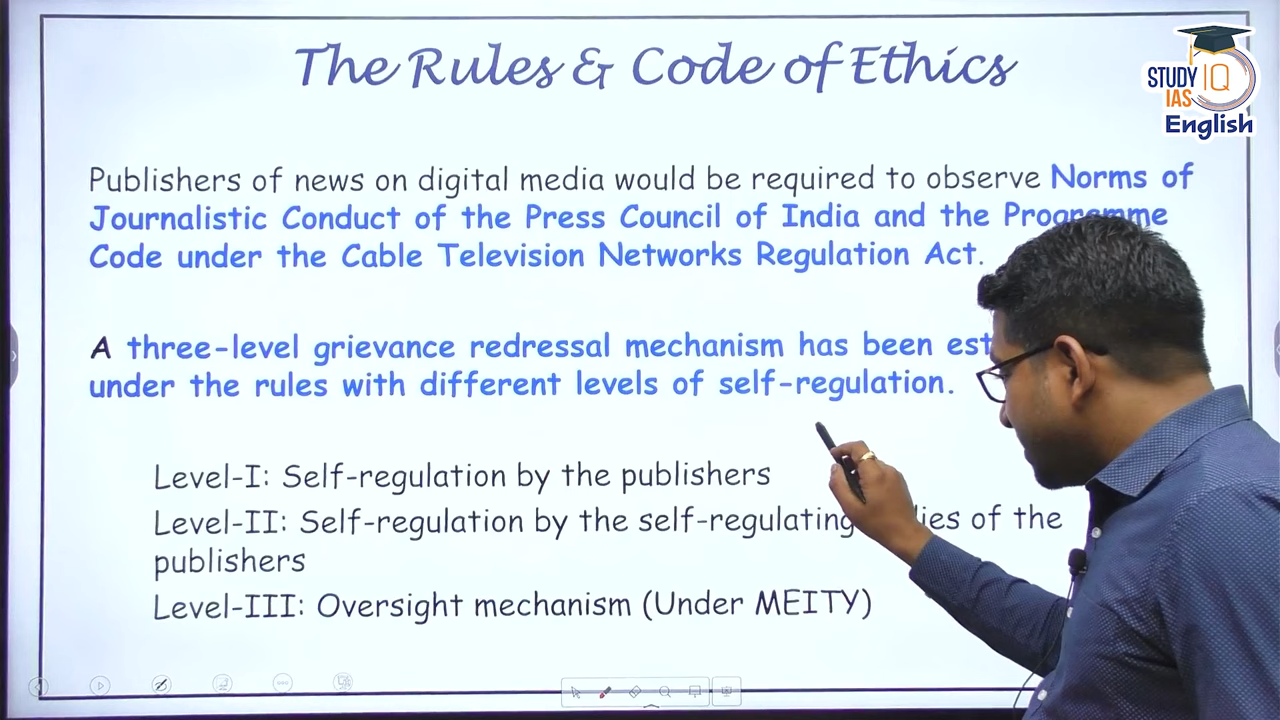 The Rules & Code of Ethics
STUDY IQ
IAS
English
Publishers of news on digital media would be required to observe Norms of
Journalistic Conduct of the Press Council of India and the Programme
Code under the Cable Television Networks Regulation Act.
A three-level grievance redressal mechanism has been
under the rules with different levels of self-regulation.
Level-I: Self-regulation by the publishers
Level-II: Self-regulation by the self-regulating of the
publishers
Level-III: Oversight mechanism (Under MEITY)